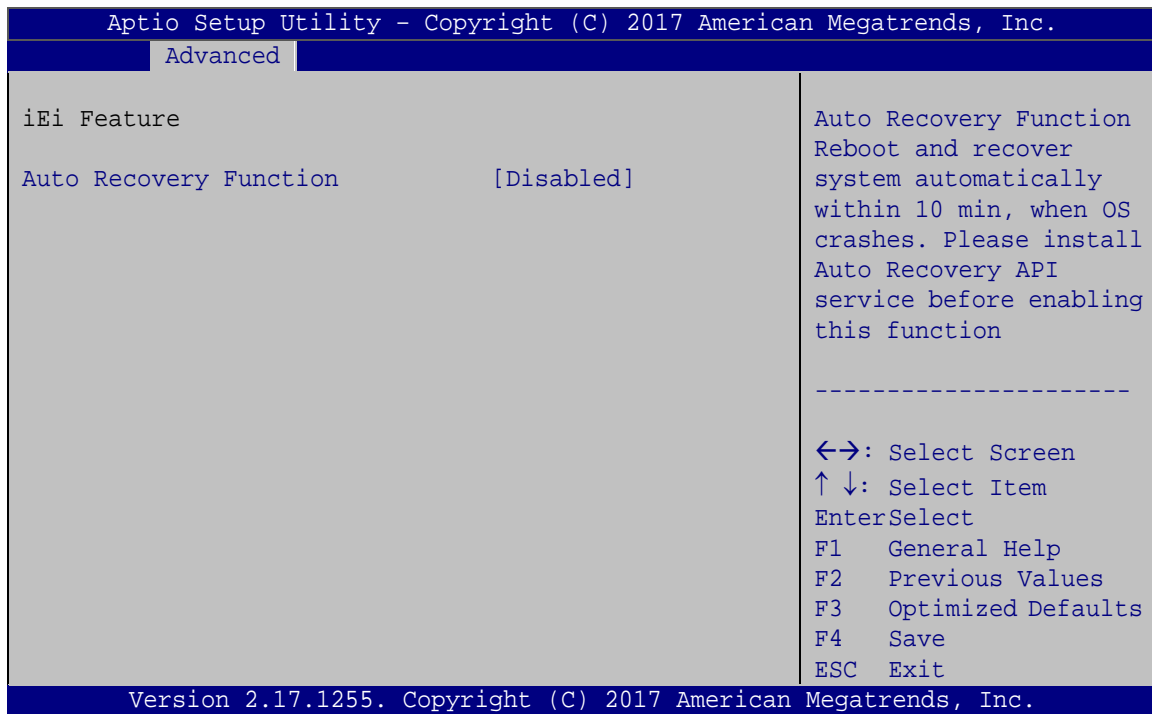 Aptio Setup Utility – Copyright (C) 2017 American Megatrends, Inc.
Advanced
iEi Feature
Auto Recovery Function [Disabled]
Auto Recovery Function
Reboot and recover
system automatically
within 10 min, when OS
crashes. Please install
Auto Recovery API
service before enabling
this function
----------------------
←→: Select Screen
↑ ↓: Select Item
EnterSelect
F1 General Help
F2 Previous Values
F3 Optimized Defaults
F4 Save
ESC Exit
Version 2.17.1255. Copyright (C) 2017 American Megatrends, Inc.